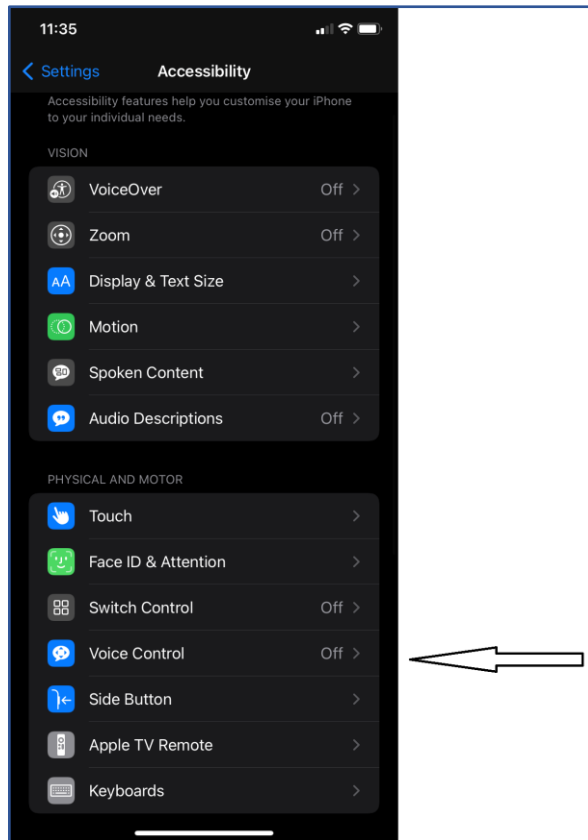 11:35
Settings
Accessibility
Accessibility features help you customise your iPhone
to your individual needs.
VISION
VoiceOver Off
Zoom Off
AA Display & Text Size
Motion
Spoken Content
Audio Descriptions Off
PHYSICAL AND MOTOR
Touch
Face ID & Attention
Switch Control Off
Voice Control Off
Side Button
Apple TV Remote
Keyboards